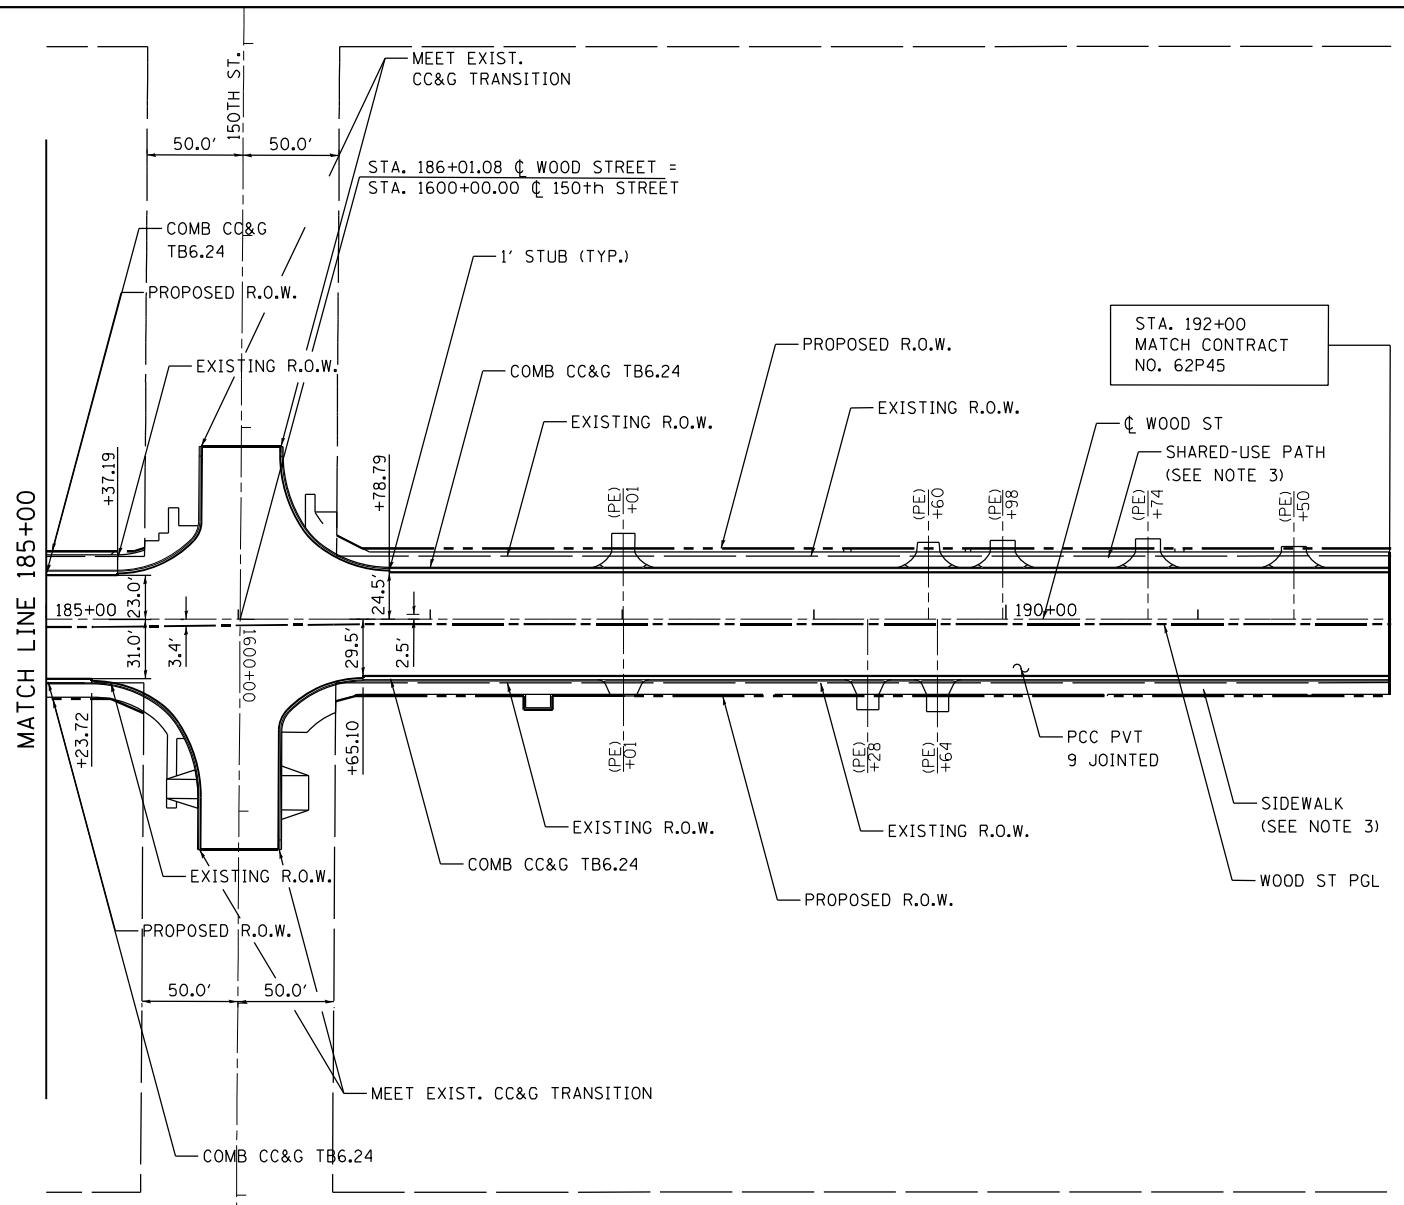 150TH ST.
MEET EXIST.
CC&G TRANSITION
50.0'
50.0'
STA. 186+01.08 ℄ WOOD STREET =
STA. 1600+00.00 ℄ 150th STREET
COMB CC&G
TB6.24
1' STUB (TYP.)
PROPOSED R.O.W.
STA. 192+00
MATCH CONTRACT
NO. 62P45
PROPOSED R.O.W.
EXISTING R.O.W.
COMB CC&G TB6.24
EXISTING R.O.W.
EXISTING R.O.W.
℄ WOOD ST
SHARED-USE PATH
(SEE NOTE 3)
+37.19
+78.79
(PE)
+01
(PE)
+60
(PE)
+98
(PE)
+74
(PE)
+50
MATCH LINE 185+00
185+00
23.0'
24.5'
190+00
31.0'
3.4'
1600+00
29.5'
2.5'
+23.72
+65.10
(PE)
+01
(PE)
+28
(PE)
+64
PCC PVT
9 JOINTED
SIDEWALK
(SEE NOTE 3)
EXISTING R.O.W.
EXISTING R.O.W.
COMB CC&G TB6.24
EXISTING R.O.W.
WOOD ST PGL
PROPOSED R.O.W.
PROPOSED R.O.W.
50.0'
50.0'
MEET EXIST. CC&G TRANSITION
COMB CC&G TB6.24